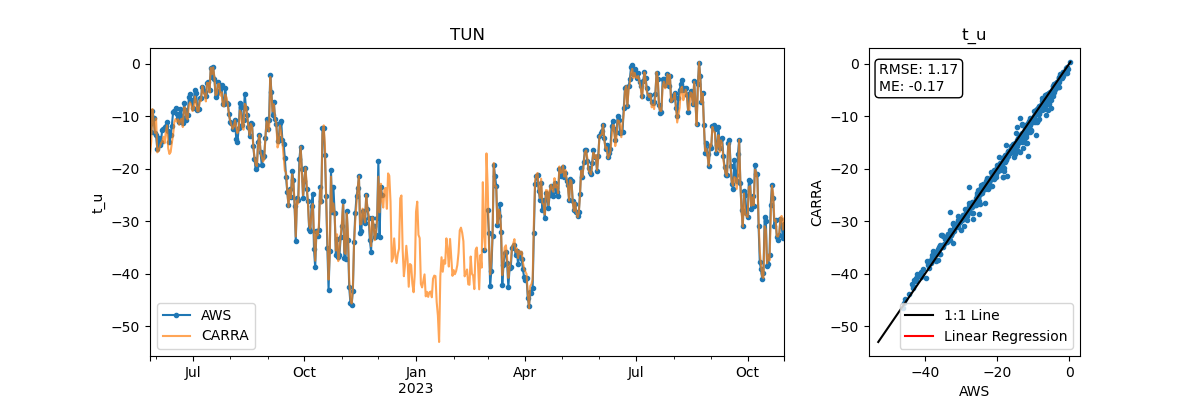 TUN
t_u
0
−10
−20
−30
−40
−50
AWS
CARRA
Jul
Oct
Jan
2023
Apr
Jul
Oct
t_u
RMSE: 1.17
ME: -0.17
CARRA
0
−10
−20
−30
−40
−50
1:1 Line
Linear Regression
−40
−20
0
AWS